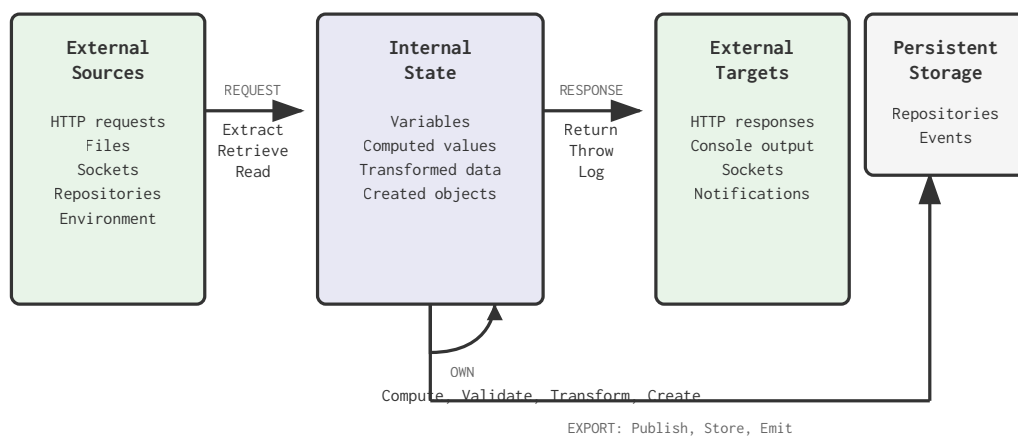 External
Sources
HTTP requests
Files
Sockets
Repositories
Environment
REQUEST
Extract
Retrieve
Read
Internal
State
Variables
Computed values
Transformed data
Created objects
RESPONSE
Return
Throw
Log
External
Targets
HTTP responses
Console output
Sockets
Notifications
Persistent
Storage
Repositories
Events
OWN
Compute, Validate, Transform, Create
EXPORT: Publish, Store, Emit